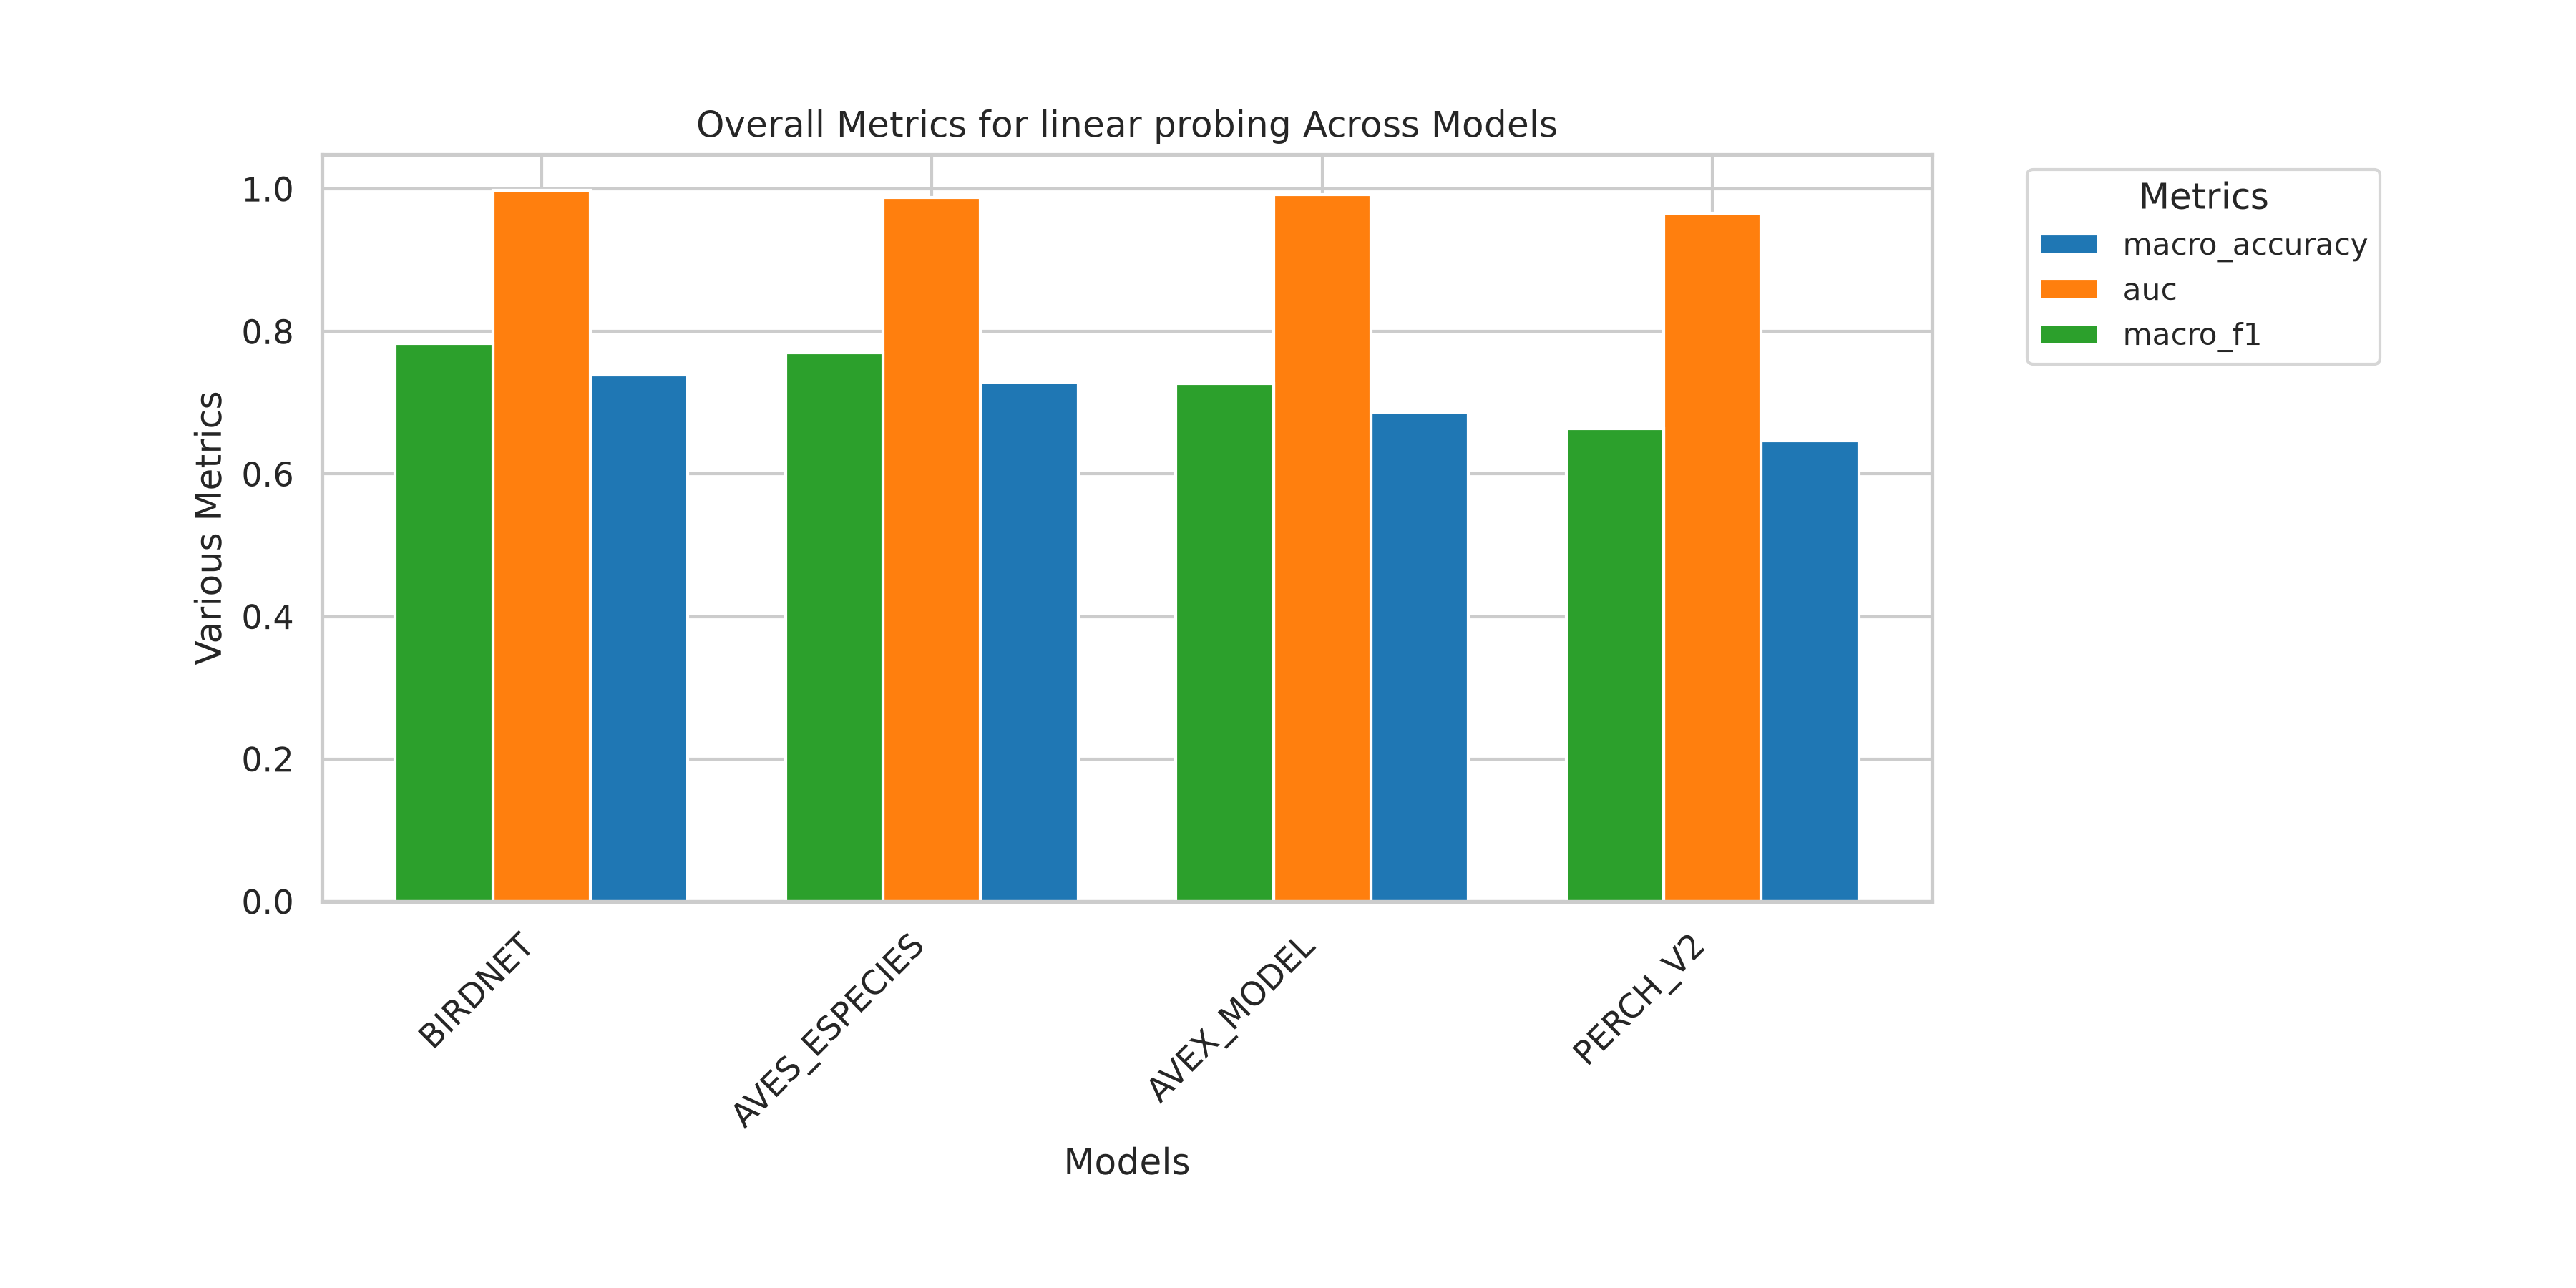 Overall Metrics for linear probing Across Models
Metrics
macro_accuracy
auc
macro_f1
Various Metrics
1.0
0.8
0.6
0.4
0.2
0.0
BIRDNET
AVES_ESPECIES
AVEX_MODEL
PERCH_V2
Models